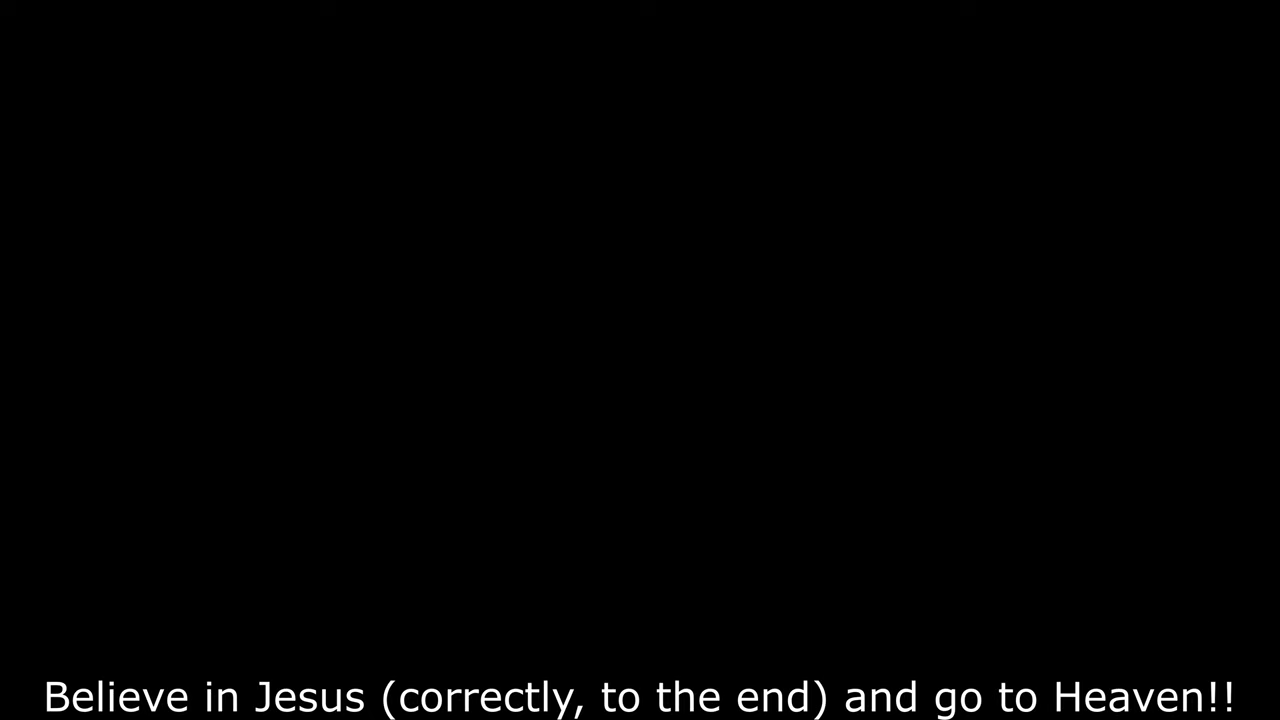 Believe in Jesus (correctly, to the end) and go to Heaven!!